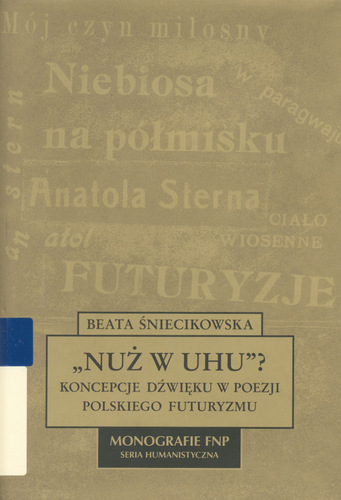 Mój czyn miłosny
Niebiosa
w paragwaju
na półmisku
an stern
Anatola Sterna
CIAŁO
WIOSENNE
atol
FUTURYZJE
BEATA ŚNIECIKOWSKA
„NUŻ W UHU”?
KONCEPCJE DŹWIĘKU W POEZJI
POLSKIEGO FUTURYZMU
MONOGRAFIE FNP
SERIA HUMANISTYCZNA